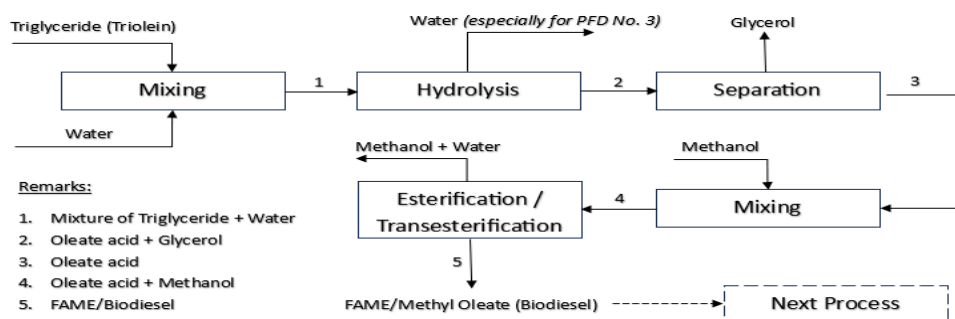 Triglyceride (Triolein)
Water (especially for PFD No. 3)
Glycerol
Mixing
1
Hydrolysis
2
Separation
3
Water
Methanol + Water
Methanol
Remarks:
1. Mixture of Triglyceride + Water
2. Oleate acid + Glycerol
3. Oleate acid
4. Oleate acid + Methanol
5. FAME/Biodiesel
Esterification /
Transesterification
4
Mixing
5
FAME/Methyl Oleate (Biodiesel)
Next Process